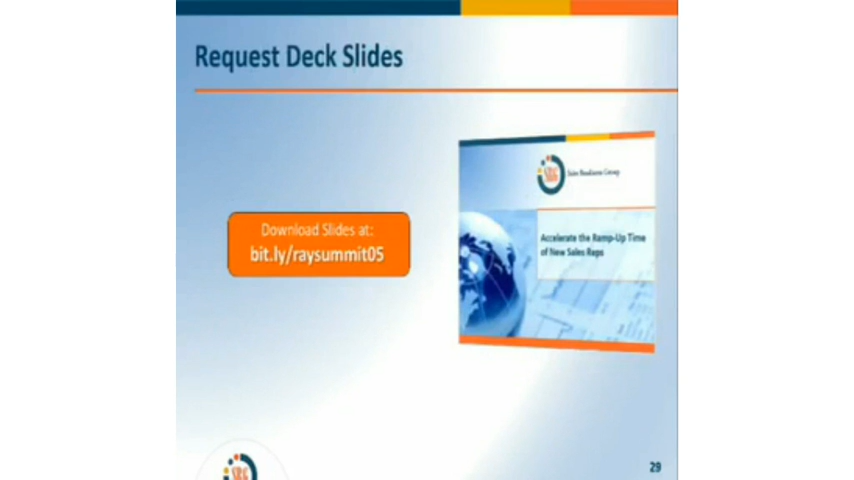 Request Deck Slides
Download Slides at:
bit.ly/raysummit05
Sales Readiness Group
Accelerate the Ramp-Up Time
of New Sales Reps
SRG
29